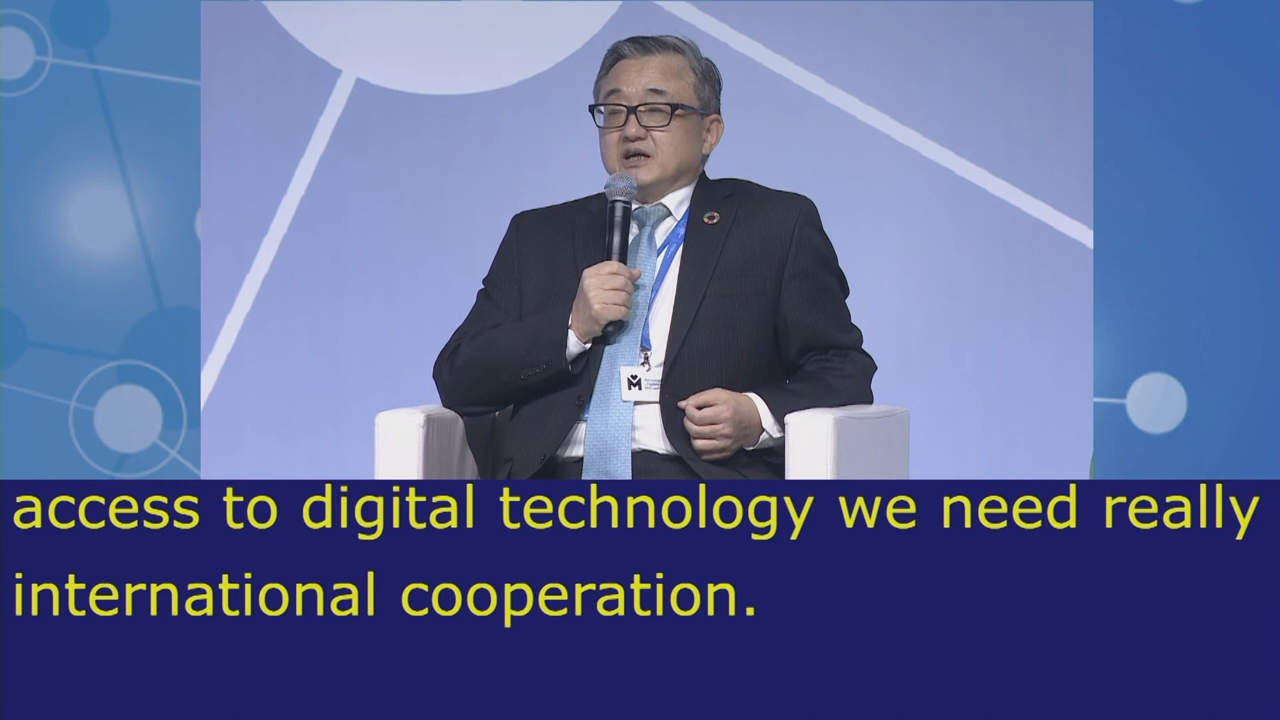 access to digital technology we need really
international cooperation.